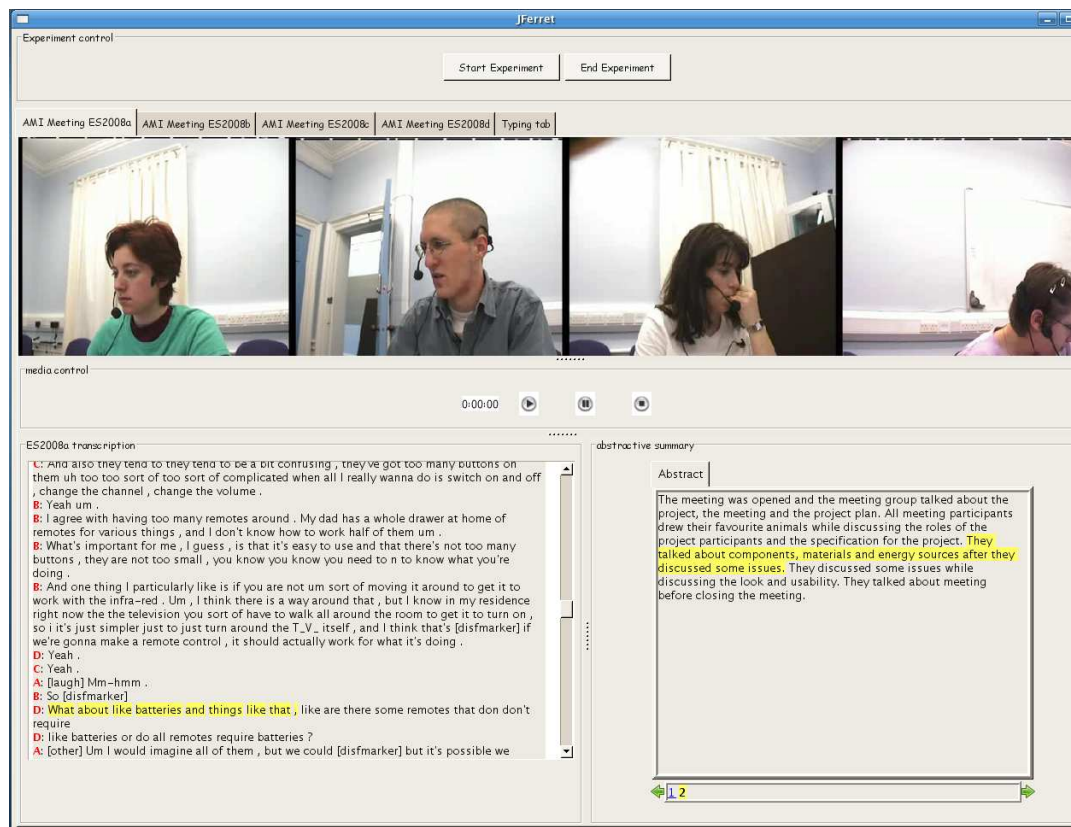 JFerret
Experiment control
Start Experiment
End Experiment
AMI Meeting ES2008a
AMI Meeting ES2008b
AMI Meeting ES2008c
AMI Meeting ES2008d
Typing tab
media control
0:00:00
ES2008a transcription
C: And also they tend to they tend to be a bit confusing , they've got too many buttons on
them uh too too sort of too sort of complicated when all I really wanna do is switch on and off
, change the channel , change the volume .
B: Yeah um .
B: I agree with having too many remotes around . My dad has a whole drawer at home of
remotes for various things , and I don't know how to work half of them um .
B: What's important for me , I guess , is that it's easy to use and that there's not too many
buttons , they are not too small , you know you know you need to n to know what you're
doing .
B: And one thing I particularly like is if you are not um sort of moving it around to get it to
work with the infra-red . Um , I think there is a way around that , but I know in my residence
right now the the television you sort of have to walk all around the room to get it to turn on ,
so i it's just simpler just to just turn around the T_V_ itself , and I think that's [disfmarker] if
we're gonna make a remote control , it should actually work for what it's doing .
D: Yeah .
C: Yeah .
A: [laugh] Mm-hmm .
B: So [disfmarker]
D: What about like batteries and things like that , like are there some remotes that don don't
require
D: like batteries or do all remotes require batteries ?
A: [other] Um I would imagine all of them , but we could [disfmarker] but it's possible we
abstractive summary
Abstract
The meeting was opened and the meeting group talked about the
project, the meeting and the project plan. All meeting participants
drew their favourite animals while discussing the roles of the
project participants and the specification for the project. They
talked about components, materials and energy sources after they
discussed some issues. They discussed some issues while
discussing the look and usability. They talked about meeting
before closing the meeting.
1 2